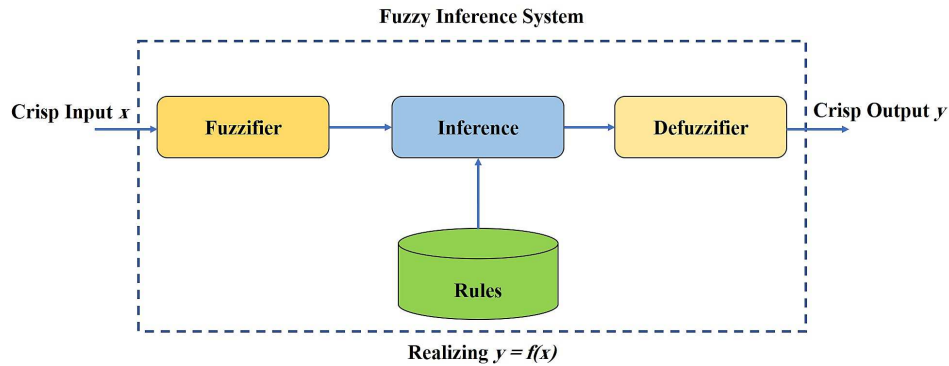 Fuzzy Inference System
Crisp Input x
Fuzzifier
Inference
Defuzzifier
Crisp Output y
Rules
Realizing y = f(x)